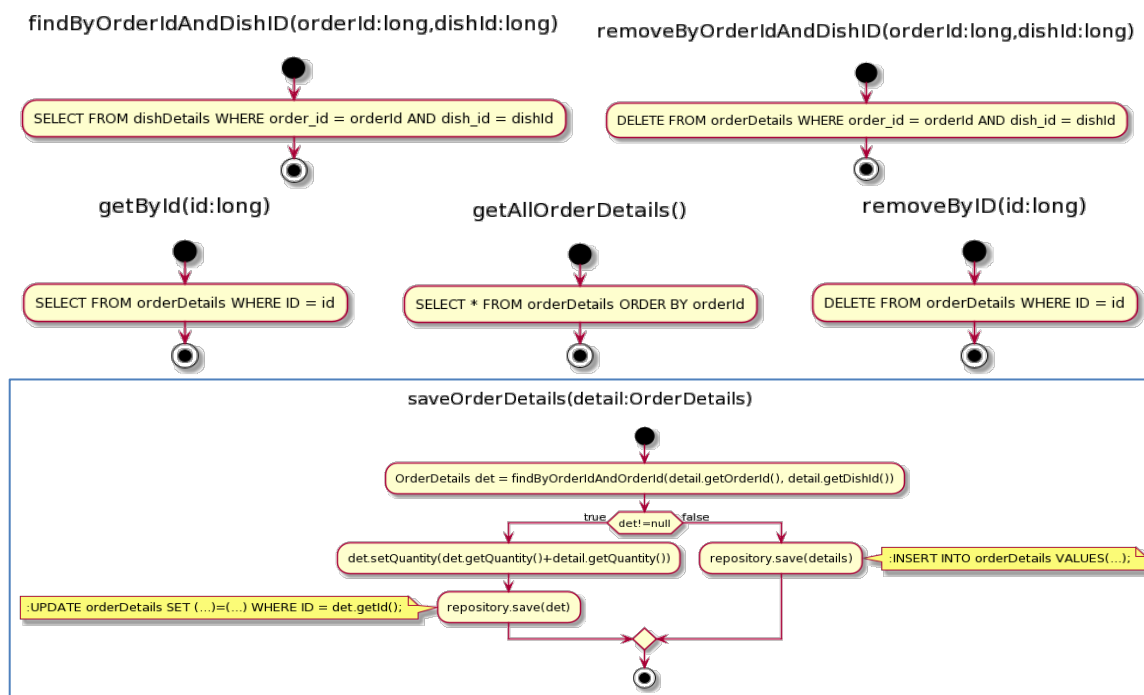 findByOrderIdAndDishID(orderId:long,dishId:long)
removeByOrderIdAndDishID(orderId:long,dishId:long)
SELECT FROM dishDetails WHERE order_id = orderId AND dish_id = dishId
DELETE FROM orderDetails WHERE order_id = orderId AND dish_id = dishId
getById(id:long)
getAllOrderDetails()
removeByID(id:long)
SELECT FROM orderDetails WHERE ID = id
SELECT * FROM orderDetails ORDER BY orderId
DELETE FROM orderDetails WHERE ID = id
saveOrderDetails(detail:OrderDetails)
OrderDetails det = findByOrderIdAndOrderId(detail.getOrderId(), detail.getDishId())
true
det!=null
false
det.setQuantity(det.getQuantity()+detail.getQuantity())
repository.save(details)
:INSERT INTO orderDetails VALUES(...);
:UPDATE orderDetails SET (...)=(...) WHERE ID = det.getId();
repository.save(det)